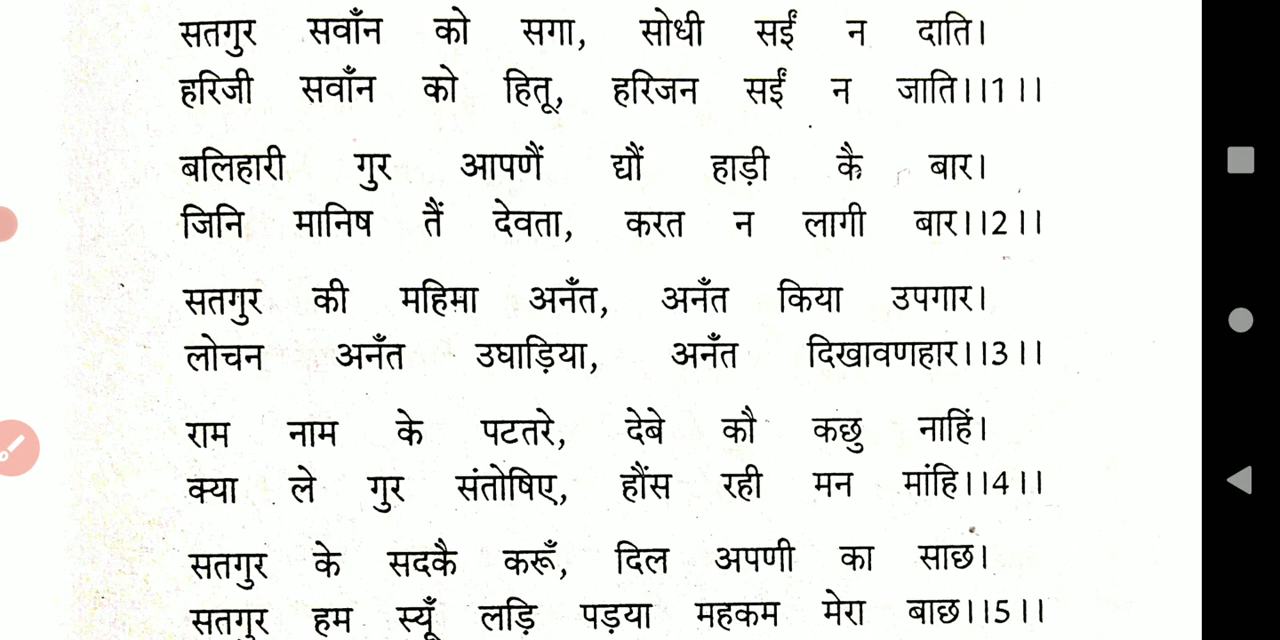 सतगुर सवाँन को सगा, सोधी सईं न दाति।
हरिजी सवाँन को हितू, हरिजन सईं न जाति।।1।।
बलिहारी गुर आपणैं द्यौं हाड़ी कै बार।
जिनि मानिष तैं देवता, करत न लागी बार।।2।।
सतगुर की महिमा अनँत, अनँत किया उपगार।
लोचन अनँत उघाड़िया, अनँत दिखावणहार।।3।।
राम नाम के पटतरे, देबे कौ कछु नाहिं।
क्या ले गुर संतोषिए, हौंस रही मन मांहि।।4।।
सतगुर के सदकै करूँ, दिल अपणी का साछ।
सतगुर हम स्यूँ लड़ि पड़या महकम मेरा बाछ।।5।।